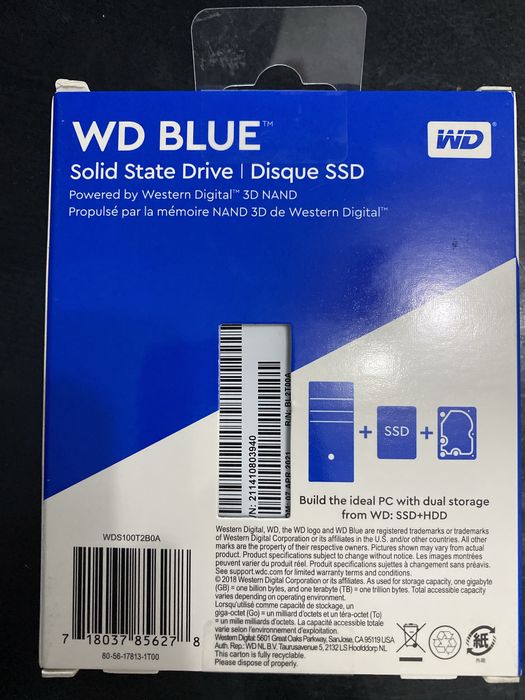 WD BLUE™
WD
Solid State Drive | Disque SSD
Powered by Western Digital™ 3D NAND
Propulsé par la mémoire NAND 3D de Western Digital™
R/N: BL2T00A
N: 211410803940
DM: 07 APR 2021
SSD
Build the ideal PC with dual storage
from WD: SSD+HDD
WDS100T2B0A
7 18037 85627 8
80-56-17813-1T00
Western Digital, WD, the WD logo and WD Blue are registered trademarks or trademarks
of Western Digital Corporation or its affiliates in the U.S. and/or other countries. All other
marks are the property of their respective owners. Pictures shown may vary from actual
product. Product specifications subject to change without notice. Les images montrées
peuvent varier du produit réel. Product spécifications sujettes à changement sans préavis.
See support.wdc.com for limited warranty terms and conditions.
© 2018 Western Digital Corporation or its affiliates. As used for storage capacity, one gigabyte
(GB) = one billion bytes, and one terabyte (TB) = one trillion bytes. Total accessible capacity
varies depending on operating environment.
Lorsqu'utilisé comme capacité de stockage, un
giga-octet (Go) = un milliard d'octets et un téra-octet (To)
= un mille milliards d'octets. La capacité accessible totale
varie selon l'environnement d'exploitation.
Western Digital 5601 Great Oaks Parkway, San Jose, CA 95119 USA
Auth. Rep.: WD NL B.V. Taurusavenue 5, 2132 LS Hoofddorp NL
This carton is fully recyclable.
Please dispose of properly.
紙
外箱